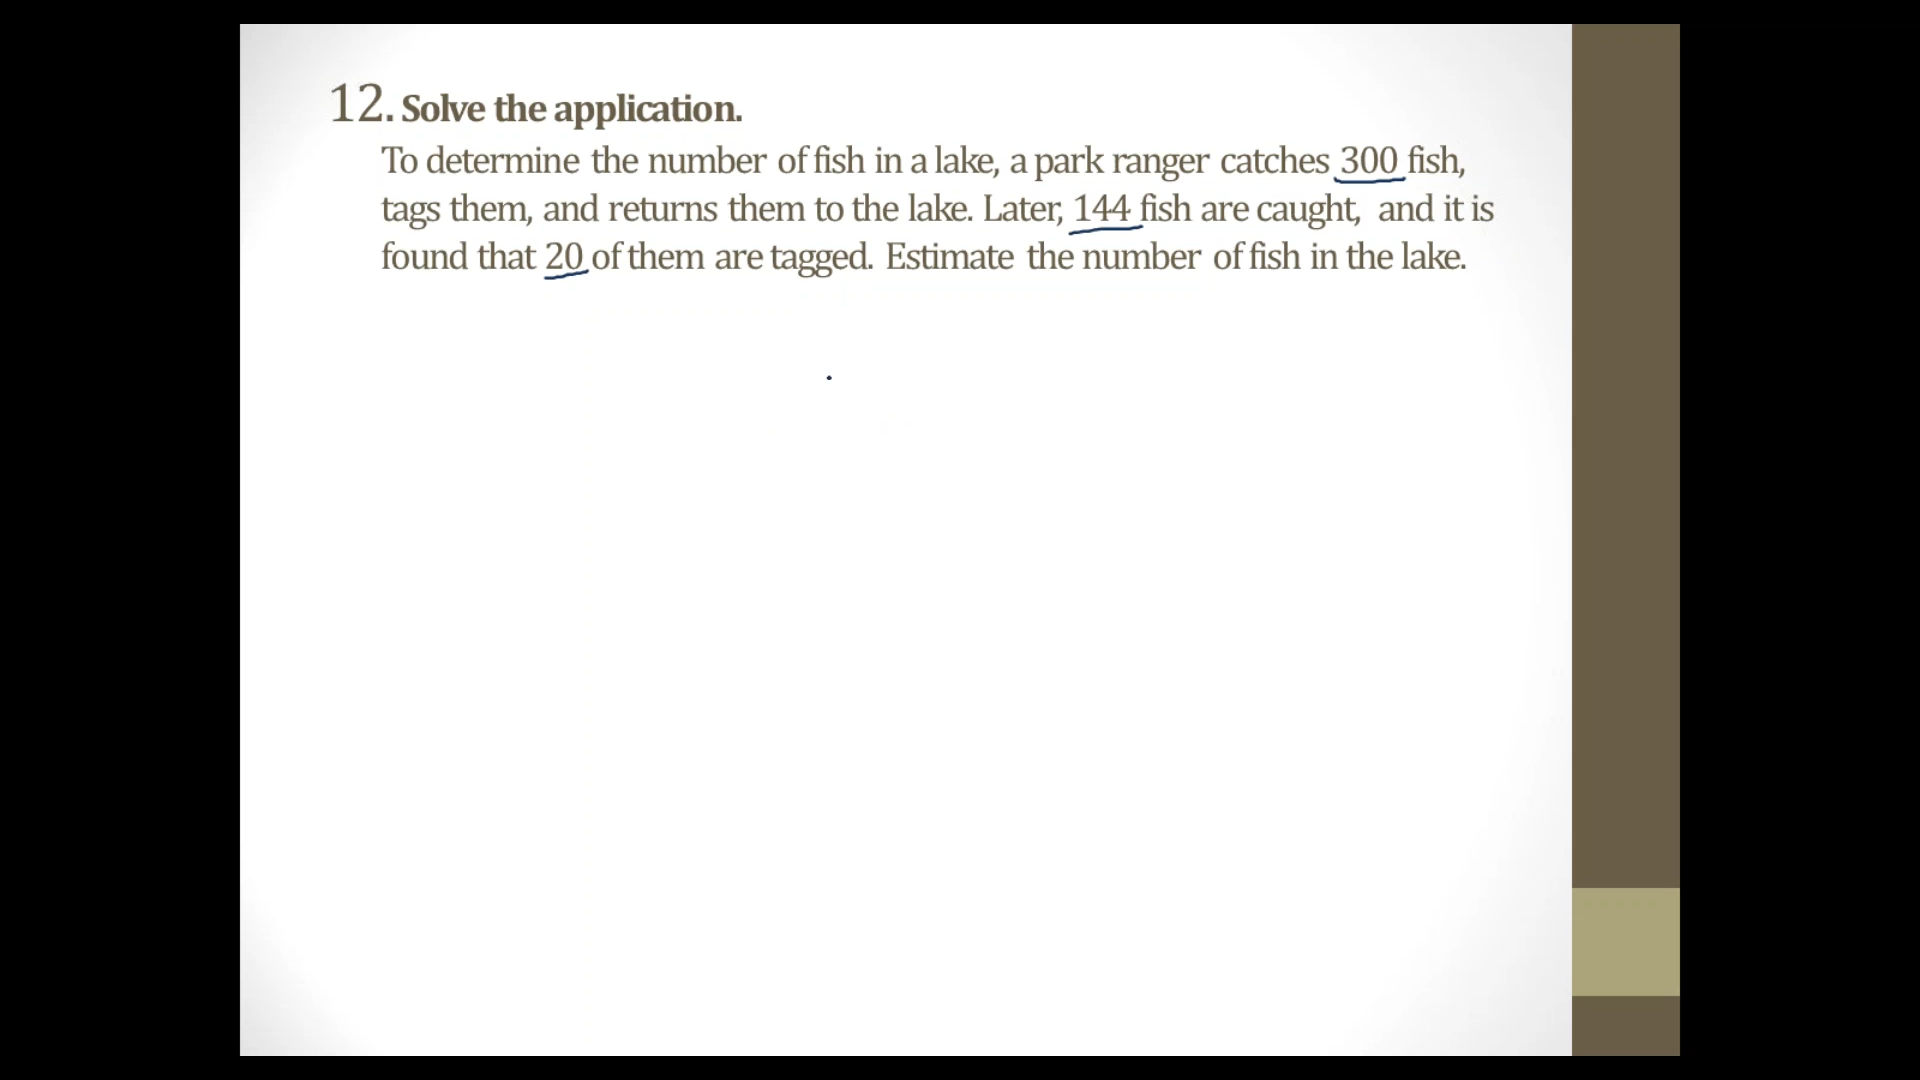 12. Solve the application.
To determine the number of fish in a lake, a park ranger catches 300 fish,
tags them, and returns them to the lake. Later, 144 fish are caught, and it is
found that 20 of them are tagged. Estimate the number of fish in the lake.